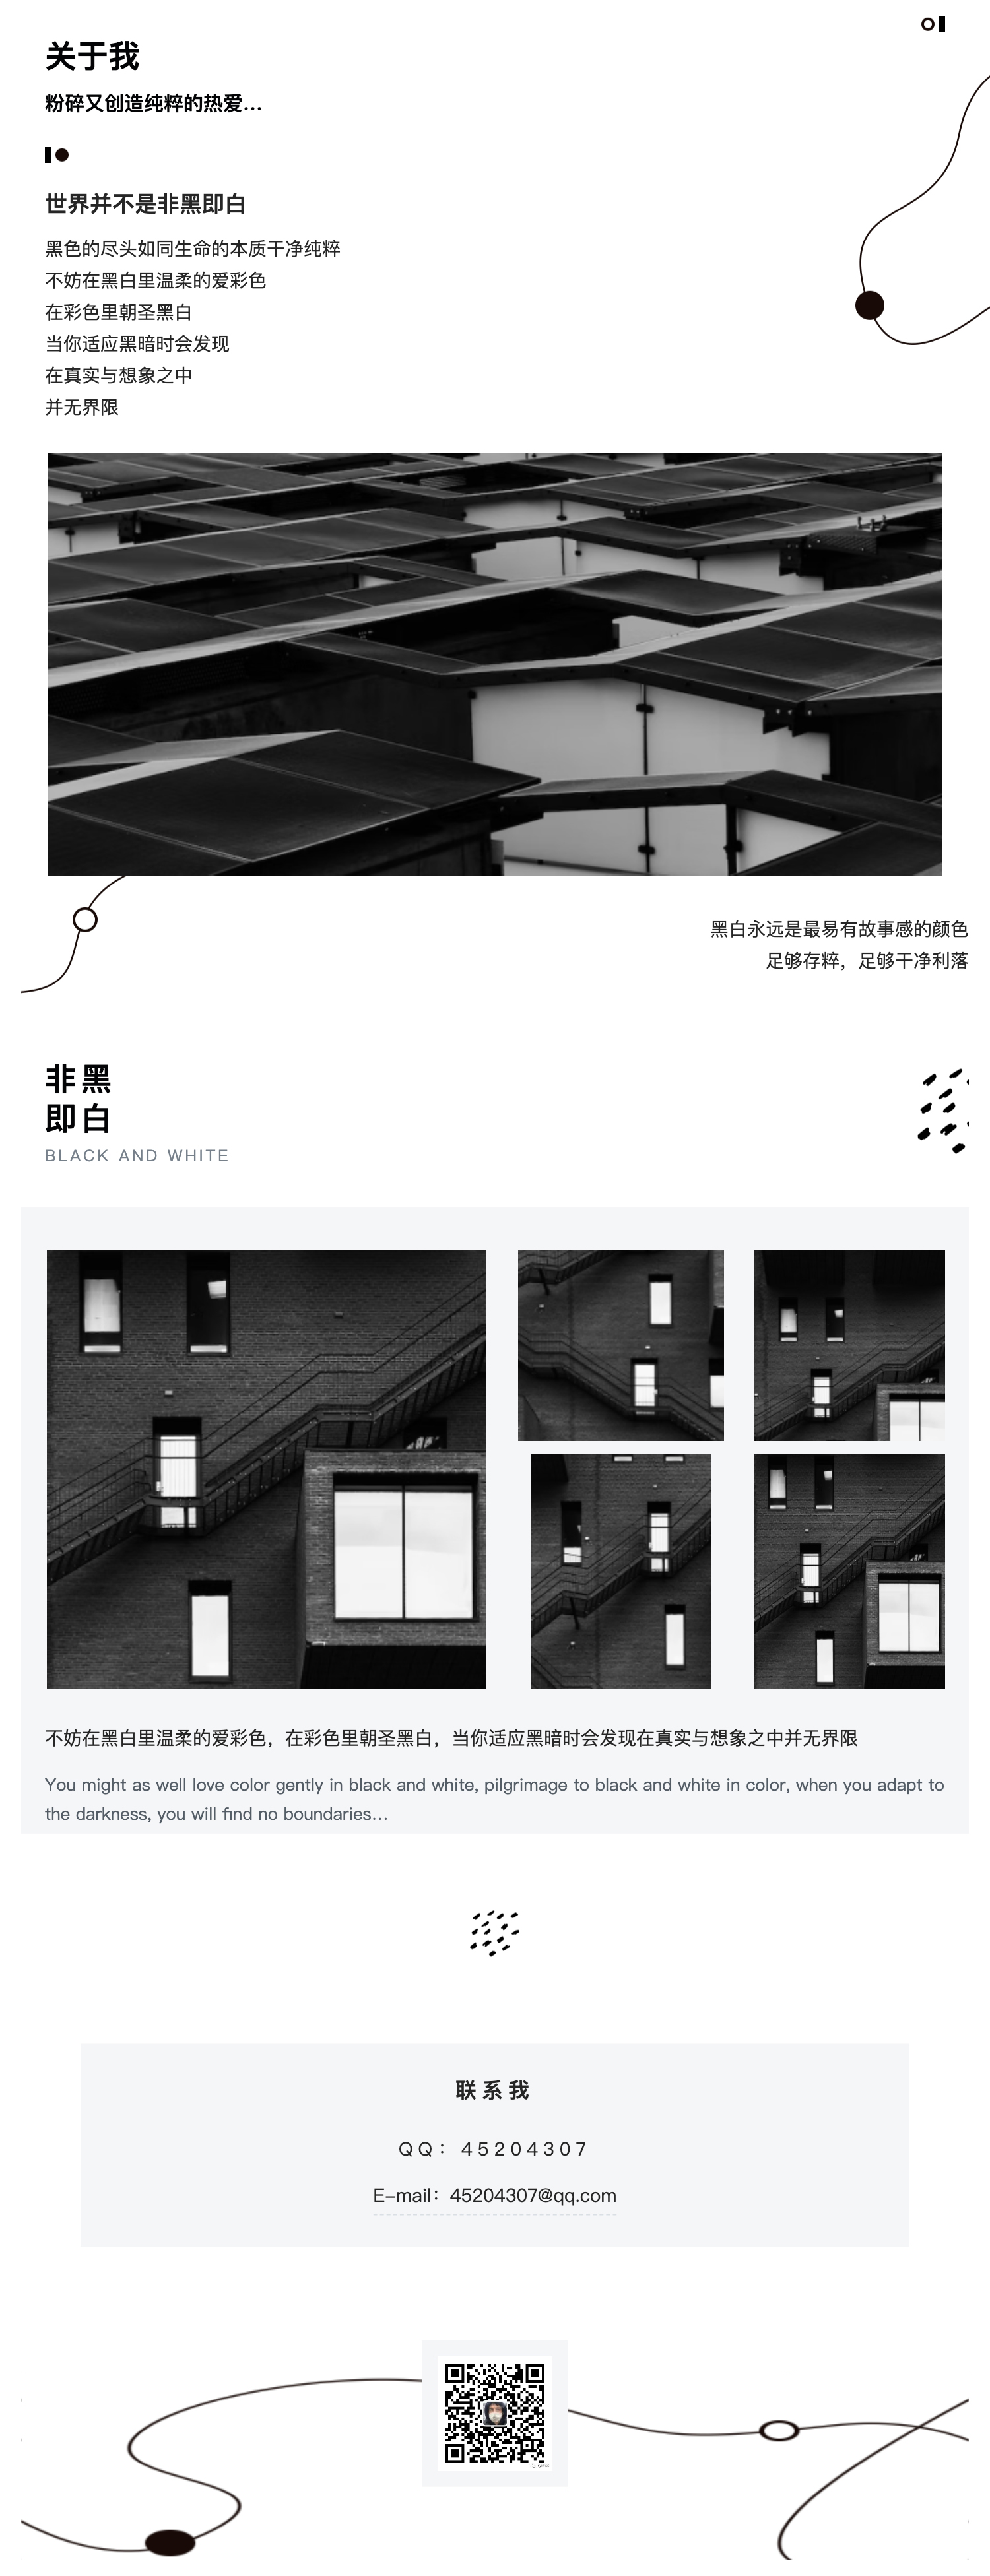 关于我
粉碎又创造纯粹的热爱...
世界并不是非黑即白
黑色的尽头如同生命的本质干净纯粹
不妨在黑白里温柔的爱彩色
在彩色里朝圣黑白
当你适应黑暗时会发现
在真实与想象之中
并无界限
黑白永远是最易有故事感的颜色
足够存粹，足够干净利落
非黑
即白
BLACK AND WHITE
不妨在黑白里温柔的爱彩色，在彩色里朝圣黑白，当你适应黑暗时会发现在真实与想象之中并无界限
You might as well love color gently in black and white, pilgrimage to black and white in color, when you adapt to
the darkness, you will find no boundaries...
联系我
QQ：45204307
E-mail：45204307@qq.com